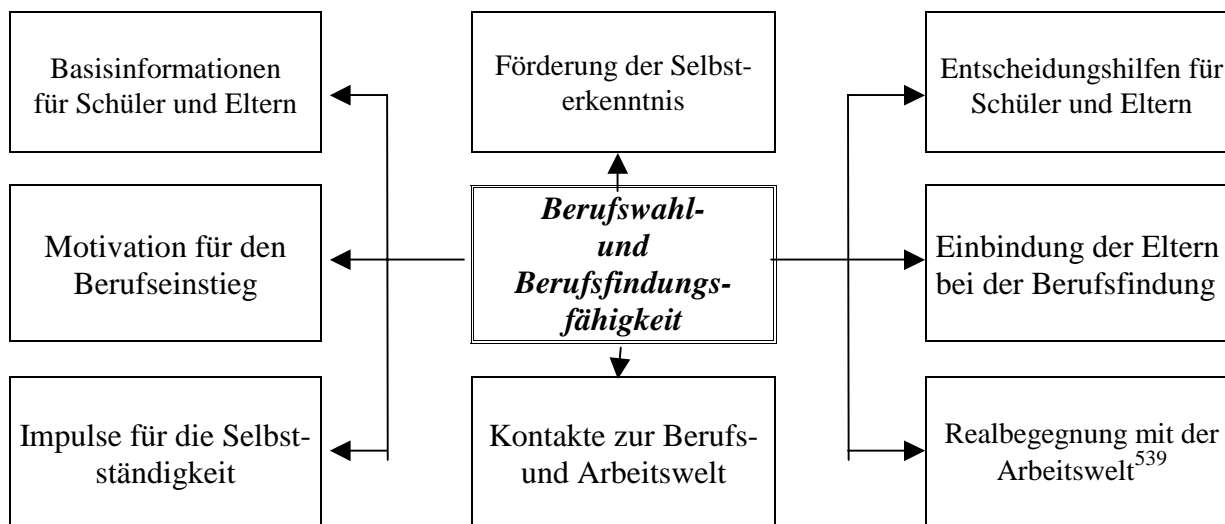 Basisinformationen
für Schüler und Eltern
Förderung der Selbst-
erkenntnis
Entscheidungshilfen für
Schüler und Eltern
Motivation für den
Berufseinstieg
Berufswahl-
und
Berufsfindungs-
fähigkeit
Einbindung der Eltern
bei der Berufsfindung
Impulse für die Selbst-
ständigkeit
Kontakte zur Berufs-
und Arbeitswelt
Realbegegnung mit der
Arbeitswelt539